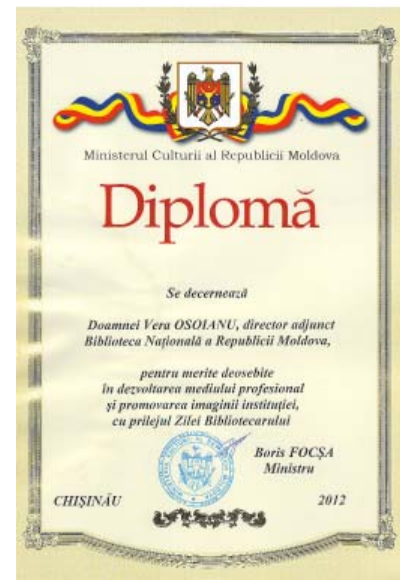 Ministerul Culturii al Republicii Moldova
Diplomă
Se decernează
Doamnei Vera OSOIANU, director adjunct
Biblioteca Națională a Republicii Moldova,
pentru merite deosebite
în dezvoltarea mediului profesional
și promovarea imaginii instituției,
cu prilejul Zilei Bibliotecarului
Boris FOCȘA
Ministru
CHIȘINĂU
2012